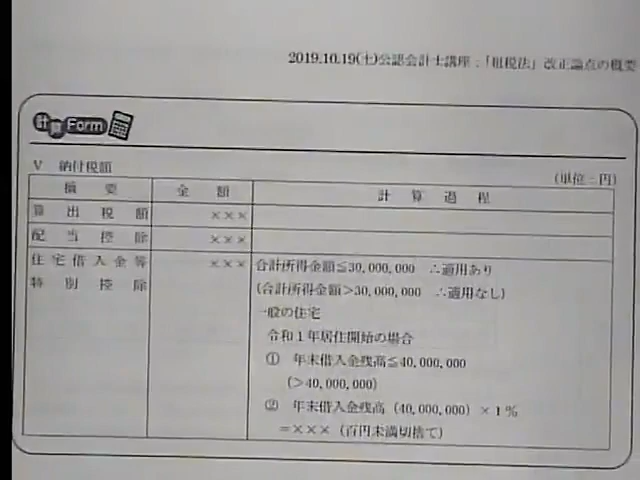 2019.10.19(土)公認会計士講座:「租税法」改正論点の概要
計算Form
V 納付税額
(単位:円)
摘要 金額 計算過程
算出税額 ×××
配当控除 ×××
住宅借入金等 ××× 合計所得金額≦30,000,000 ∴適用あり
特別控除 (合計所得金額>30,000,000 ∴適用なし)
一般の住宅
令和1年居住開始の場合
① 年末借入金残高≦40,000,000
(>40,000,000)
② 年末借入金残高(40,000,000)×1%
=×××(百円未満切捨て)